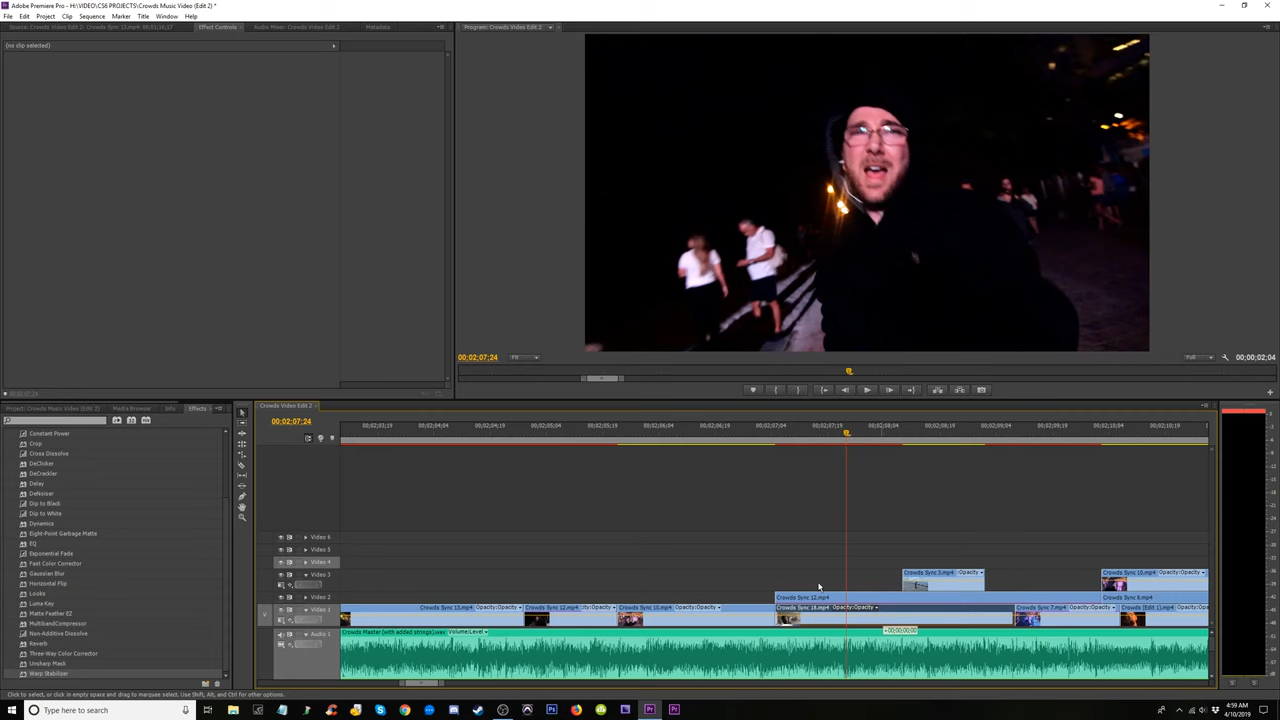 Adobe Premiere Pro - H:\VIDEO\CS6 PROJECTS\Crowds Music Video (Edit 2) *
File Edit Project Clip Sequence Marker Title Window Help
Source: Crowds Video Edit 2: Crowds Sync 13.mp4: 00;01;16;17 Effect Controls Audio Mixer: Crowds Video Edit 2 Metadata
Program: Crowds Video Edit 2
(no clip selected)
00;02;07;24 Fit Full 00;00;02;04
00;02;07;24
Project: Crowds Music Video (Edit 2) Media Browser Info Effects
Crowds Video Edit 2
00;02;07;24
00;02;03;19 00;02;04;04 00;02;04;19 00;02;05;04 00;02;05;19 00;02;06;04 00;02;06;19 00;02;07;04 00;02;07;19 00;02;08;04 00;02;08;19 00;02;09;04 00;02;09;19 00;02;10;04 00;02;10;19
Constant Power
Crop
Cross Dissolve
DeClicker
DeCrackler
Delay
DeNoiser
Dip to Black
Dip to White
Dynamics
Eight-Point Garbage Matte
EQ
Exponential Fade
Fast Color Corrector
Gaussian Blur
Horizontal Flip
Looks
Luma Key
Matte Feather EZ
MultibandCompressor
Non-Additive Dissolve
Reverb
Three-Way Color Corrector
Unsharp Mask
Warp Stabilizer
Video 6
Video 5
Video 4
Video 3 Crowds Sync 3.mp4 :Opacity Crowds Sync 10.mp4 :Opacity:Opacity
Video 2 Crowds Sync 12.mp4 Crowds Sync 8.mp4
V Video 1 Crowds Sync 13.mp4 :Opacity:Opacity Crowds Sync 12.mp4 :ity:Opacity Crowds Sync 10.mp4 :Opacity:Opacity Crowds Sync 18.mp4 Opacity:Opacity Crowds Sync 7.mp4 :Opacity:Opacity Crowds (Edit 1).mp4 Opacity:Opacity
+00;00;00;00
Audio 1 Crowds Master (with added strings).wav Volume:Level
Click to select, or click in empty space and drag to marquee select. Use Shift, Alt, and Ctrl for other options.
Type here to search
4:59 AM
4/10/2019